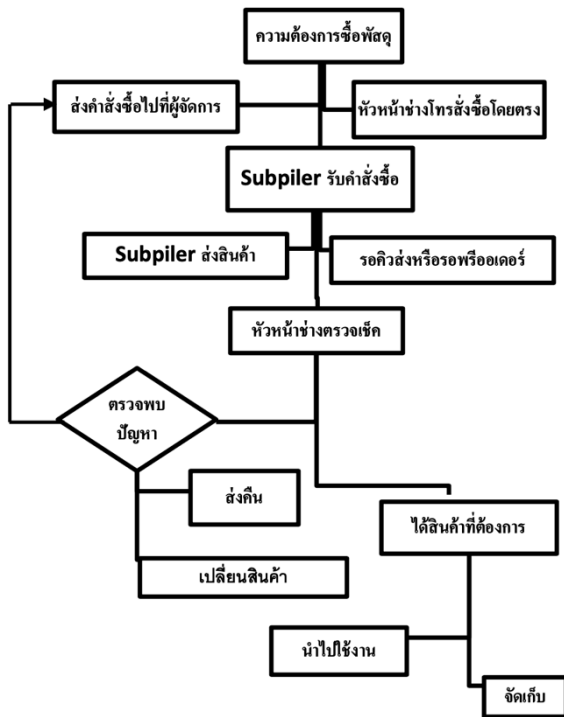 ความต้องการซื้อพัสดุ
ส่งคำสั่งซื้อไปที่ผู้จัดการ
หัวหน้าช่างโทรสั่งซื้อโดยตรง
Subpiler รับคำสั่งซื้อ
Subpiler ส่งสินค้า
รอคิวส่งหรือรอพรีออเดอร์
หัวหน้าช่างตรวจเช็ค
ตรวจพบ
ปัญหา
ส่งคืน
ได้สินค้าที่ต้องการ
เปลี่ยนสินค้า
นำไปใช้งาน
จัดเก็บ